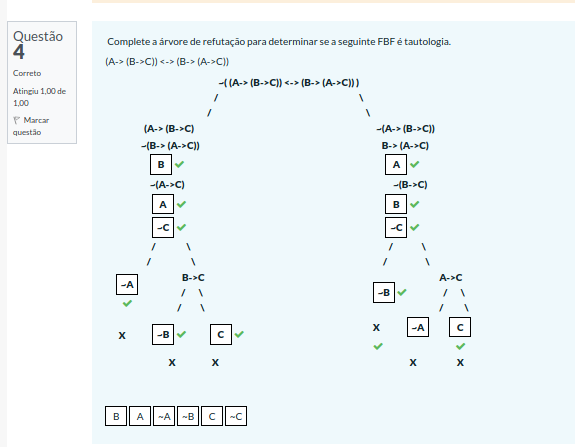 Questão
4
Correto
Atingiu 1,00 de
1,00
Marcar
questão
Complete a árvore de refutação para determinar se a seguinte FBF é tautologia.
(A-> (B->C)) <-> (B-> (A->C))
~( (A-> (B->C)) <-> (B-> (A->C)) )
/ \
/ \
(A-> (B->C) ~(A-> (B->C))
~(B-> (A->C)) B-> (A->C)
B A
~(A->C) ~(B->C)
A B
~C ~C
/ \ / \
/ \ / \
~A B->C ~B A->C
/ \ / \
/ \ / \
X ~B C X ~A C
X X X X
B A ~A ~B C ~C